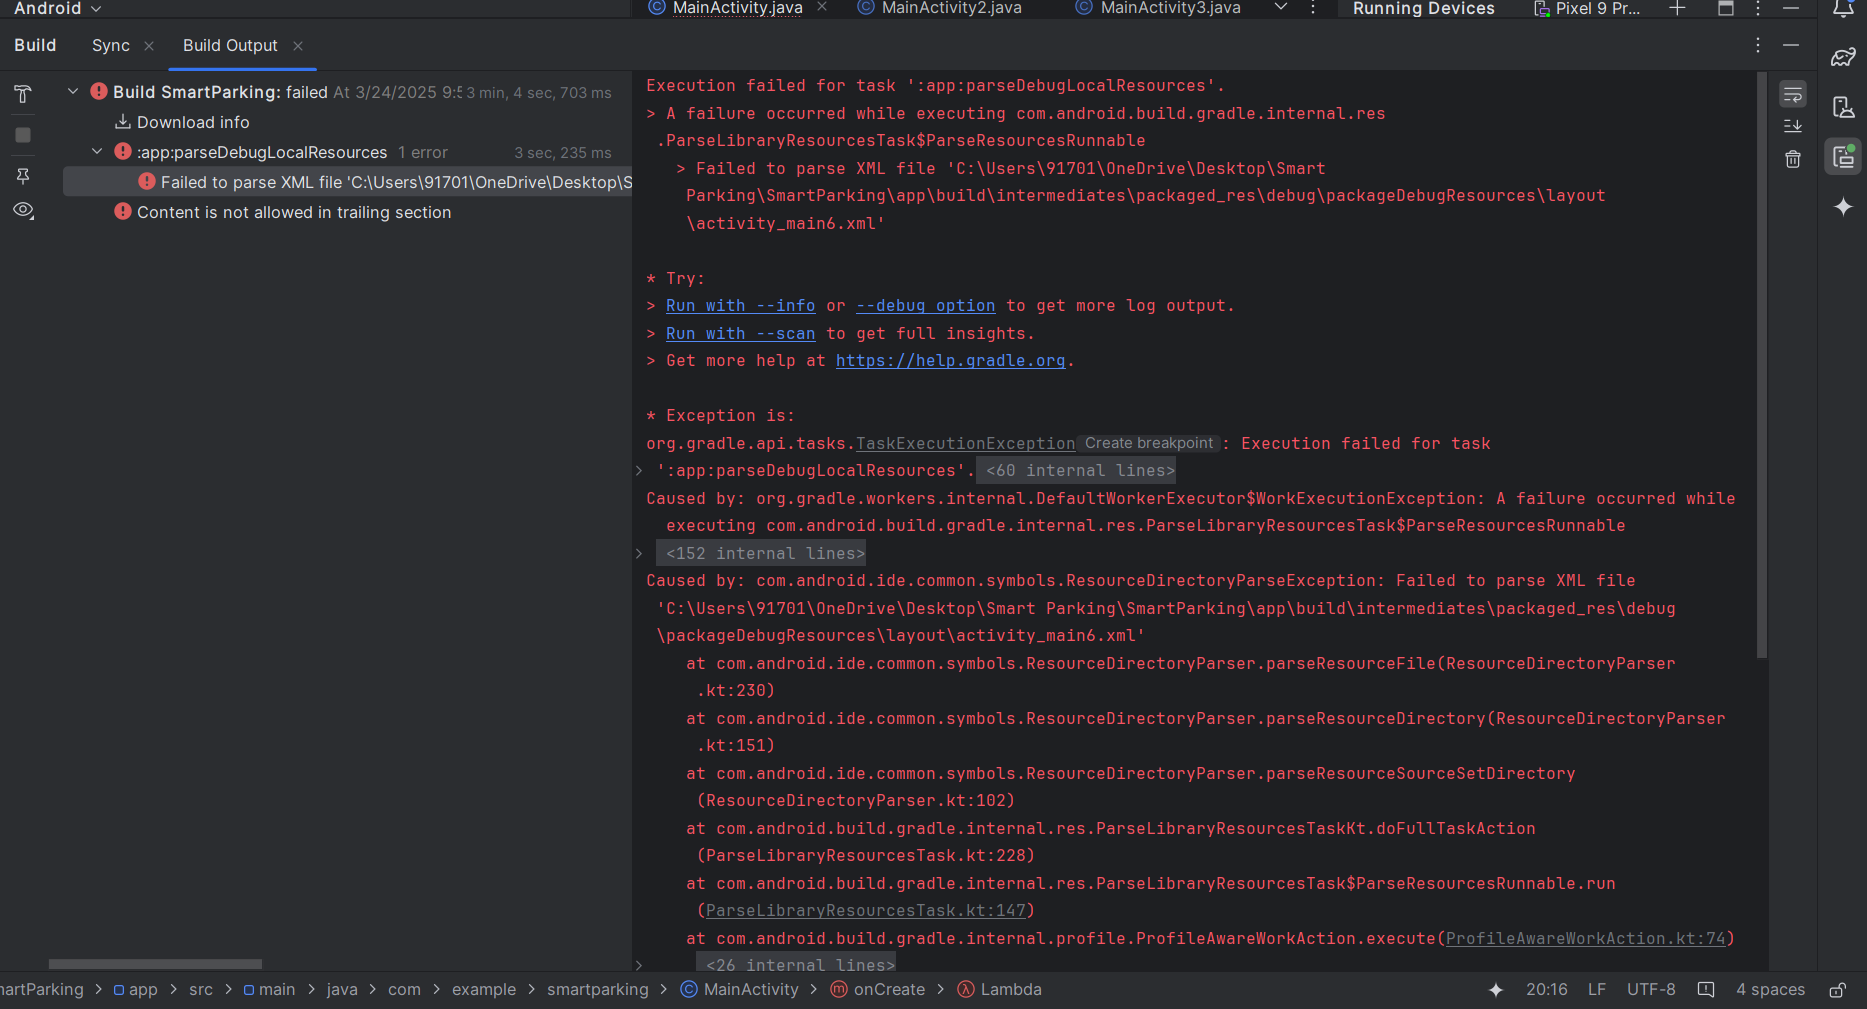 Android
MainActivity.java
MainActivity2.java
MainActivity3.java
Running Devices
Pixel 9 Pr...
Build
Sync
Build Output
Build SmartParking: failed At 3/24/2025 9:5 3 min, 4 sec, 703 ms
Download info
:app:parseDebugLocalResources 1 error 3 sec, 235 ms
Failed to parse XML file 'C:\Users\91701\OneDrive\Desktop\S
Content is not allowed in trailing section
Execution failed for task ':app:parseDebugLocalResources'.
> A failure occurred while executing com.android.build.gradle.internal.res
.ParseLibraryResourcesTask$ParseResourcesRunnable
> Failed to parse XML file 'C:\Users\91701\OneDrive\Desktop\Smart
Parking\SmartParking\app\build\intermediates\packaged_res\debug\packageDebugResources\layout
\activity_main6.xml'
* Try:
> Run with --info or --debug option to get more log output.
> Run with --scan to get full insights.
> Get more help at https://help.gradle.org.
* Exception is:
org.gradle.api.tasks.TaskExecutionException Create breakpoint : Execution failed for task
':app:parseDebugLocalResources'. <60 internal lines>
Caused by: org.gradle.workers.internal.DefaultWorkerExecutor$WorkExecutionException: A failure occurred while
executing com.android.build.gradle.internal.res.ParseLibraryResourcesTask$ParseResourcesRunnable
<152 internal lines>
Caused by: com.android.ide.common.symbols.ResourceDirectoryParseException: Failed to parse XML file
'C:\Users\91701\OneDrive\Desktop\Smart Parking\SmartParking\app\build\intermediates\packaged_res\debug
\packageDebugResources\layout\activity_main6.xml'
at com.android.ide.common.symbols.ResourceDirectoryParser.parseResourceFile(ResourceDirectoryParser
.kt:230)
at com.android.ide.common.symbols.ResourceDirectoryParser.parseResourceDirectory(ResourceDirectoryParser
.kt:151)
at com.android.ide.common.symbols.ResourceDirectoryParser.parseResourceSourceSetDirectory
(ResourceDirectoryParser.kt:102)
at com.android.build.gradle.internal.res.ParseLibraryResourcesTaskKt.doFullTaskAction
(ParseLibraryResourcesTask.kt:228)
at com.android.build.gradle.internal.res.ParseLibraryResourcesTask$ParseResourcesRunnable.run
(ParseLibraryResourcesTask.kt:147)
at com.android.build.gradle.internal.profile.ProfileAwareWorkAction.execute(ProfileAwareWorkAction.kt:74)
<26 internal lines>
martParking > app > src > main > java > com > example > smartparking > MainActivity > onCreate > Lambda
20:16 LF UTF-8 4 spaces